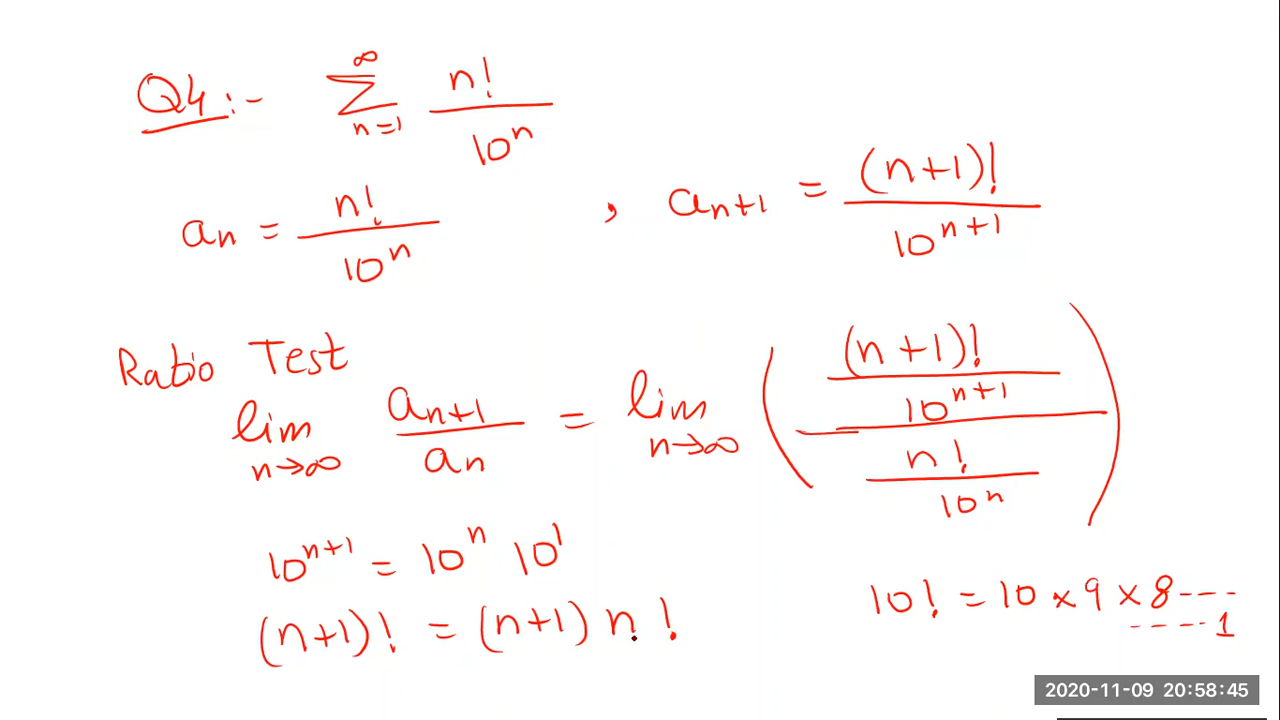 Q4:- ∑_{n=1}^{∞} n!/10^n
a_n = n!/10^n , a_{n+1} = (n+1)!/10^{n+1}
Ratio Test
lim_{n→∞} a_{n+1}/a_n = lim_{n→∞} (((n+1)!/10^{n+1})/(n!/10^n))
10^{n+1} = 10^n 10^1
(n+1)! = (n+1) n!
10! = 10 × 9 × 8 ---
----1
2020-11-09 20:58:45